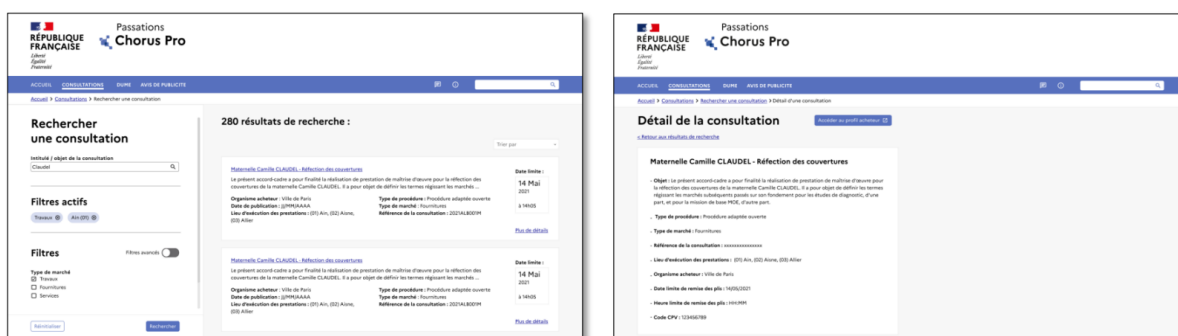 RÉPUBLIQUE
FRANÇAISE
Liberté
Égalité
Fraternité
Passations
Chorus Pro
ACCUEIL CONSULTATIONS DUME AVIS DE PUBLICITE
Accueil > Consultations > Rechercher une consultation
Rechercher
une consultation
Intitulé / objet de la consultation
Claudel
Filtres actifs
Travaux Ain (01)
Filtres
Filtres avancés
Type de marché
Travaux
Fournitures
Services
Réinitialiser Rechercher
280 résultats de recherche :
Trier par
Maternelle Camille CLAUDEL - Réfection des couvertures
Le présent accord-cadre a pour finalité la réalisation de prestation de maîtrise d'œuvre pour la réfection des
couvertures de la maternelle Camille CLAUDEL. Il a pour objet de définir les termes régissant les marchés ...
Organisme acheteur : Ville de Paris
Date de publication : JJ/MM/AAAA
Lieu d'exécution des prestations : (01) Ain, (02) Aisne,
(03) Allier
Type de procédure : Procédure adaptée ouverte
Type de marché : Fournitures
Référence de la consultation : 2021AL8001M
Date limite :
14 Mai
2021
à 14h05
Plus de détails
Maternelle Camille CLAUDEL - Réfection des couvertures
Le présent accord-cadre a pour finalité la réalisation de prestation de maîtrise d'œuvre pour la réfection des
couvertures de la maternelle Camille CLAUDEL. Il a pour objet de définir les termes régissant les marchés ...
Organisme acheteur : Ville de Paris
Date de publication : JJ/MM/AAAA
Lieu d'exécution des prestations : (01) Ain, (02) Aisne,
(03) Allier
Type de procédure : Procédure adaptée ouverte
Type de marché : Fournitures
Référence de la consultation : 2021AL8001M
Date limite :
14 Mai
2021
à 14h05
Plus de détails
RÉPUBLIQUE
FRANÇAISE
Liberté
Égalité
Fraternité
Passations
Chorus Pro
ACCUEIL CONSULTATIONS DUME AVIS DE PUBLICITE
Accueil > Consultations > Rechercher une consultation > Détail d'une consultation
Détail de la consultation
Accéder au profil acheteur
< Retour aux résultats de recherche
Maternelle Camille CLAUDEL - Réfection des couvertures
- Objet : Le présent accord-cadre a pour finalité la réalisation de prestation de maîtrise d'œuvre pour
la réfection des couvertures de la maternelle Camille CLAUDEL. Il a pour objet de définir les termes
régissant les marchés subséquents passés sur son fondement pour les études de diagnostic, d'une
part, et pour la mission de base MOE, d'autre part.
- Type de procédure : Procédure adaptée ouverte
- Type de marché : Fournitures
- Référence de la consultation : xxxxxxxxxxxxxx
- Lieu d'exécution des prestations : (01) Ain, (02) Aisne, (03) Allier
- Organisme acheteur : Ville de Paris
- Date limite de remise des plis : 14/05/2021
- Heure limite de remise des plis : HH:MM
- Code CPV : 123456789